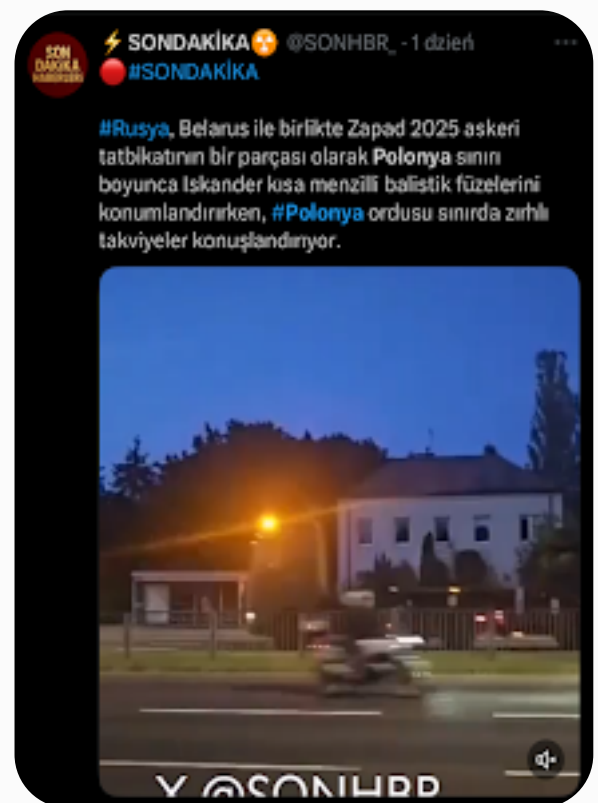 SON
DAKİKA
HABERLERİ
⚡ SONDAKİKA☢ @SONHBR_ · 1 dzień
🔴#SONDAKİKA
#Rusya, Belarus ile birlikte Zapad 2025 askeri
tatbikatının bir parçası olarak Polonya sınırı
boyunca Iskander kısa menzilli balistik füzelerini
konumlandırırken, #Polonya ordusu sınırda zırhlı
takviyeler konuşlandırıyor.
X @SONHBR